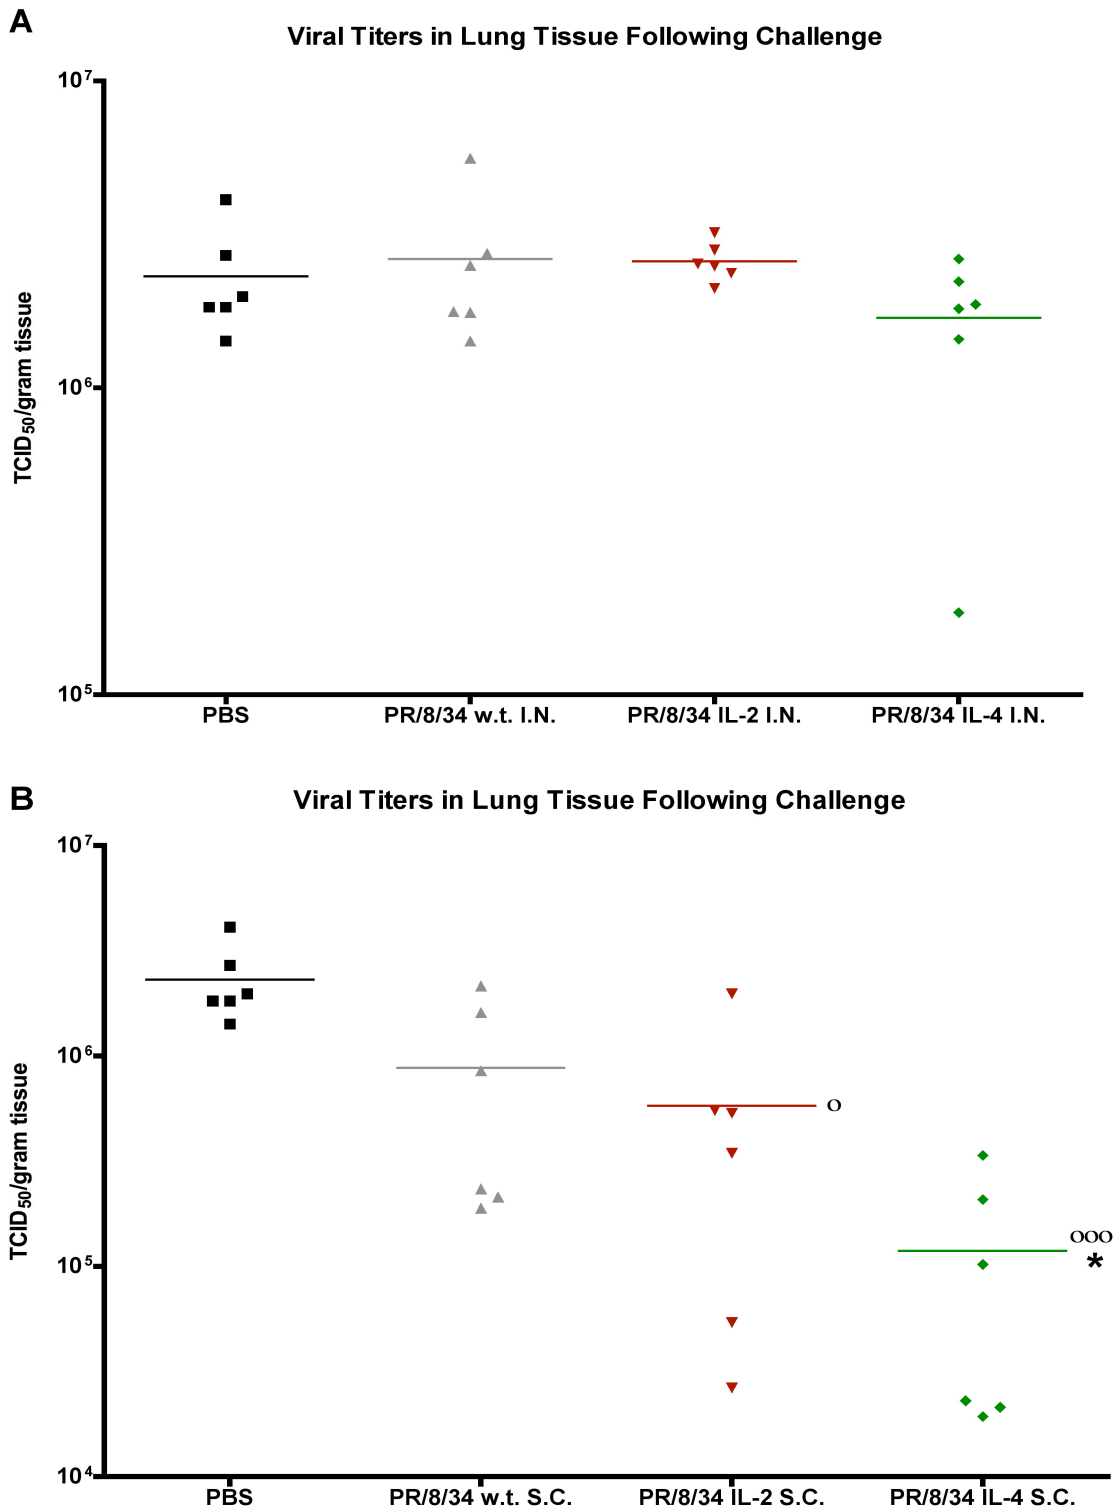 A
Viral Titers in Lung Tissue Following Challenge
10⁷
10⁶
10⁵
TCID₅₀/gram tissue
PBS
PR/8/34 w.t. I.N.
PR/8/34 IL-2 I.N.
PR/8/34 IL-4 I.N.
B
Viral Titers in Lung Tissue Following Challenge
10⁷
10⁶
10⁵
10⁴
TCID₅₀/gram tissue
o
ooo
*
PBS
PR/8/34 w.t. S.C.
PR/8/34 IL-2 S.C.
PR/8/34 IL-4 S.C.